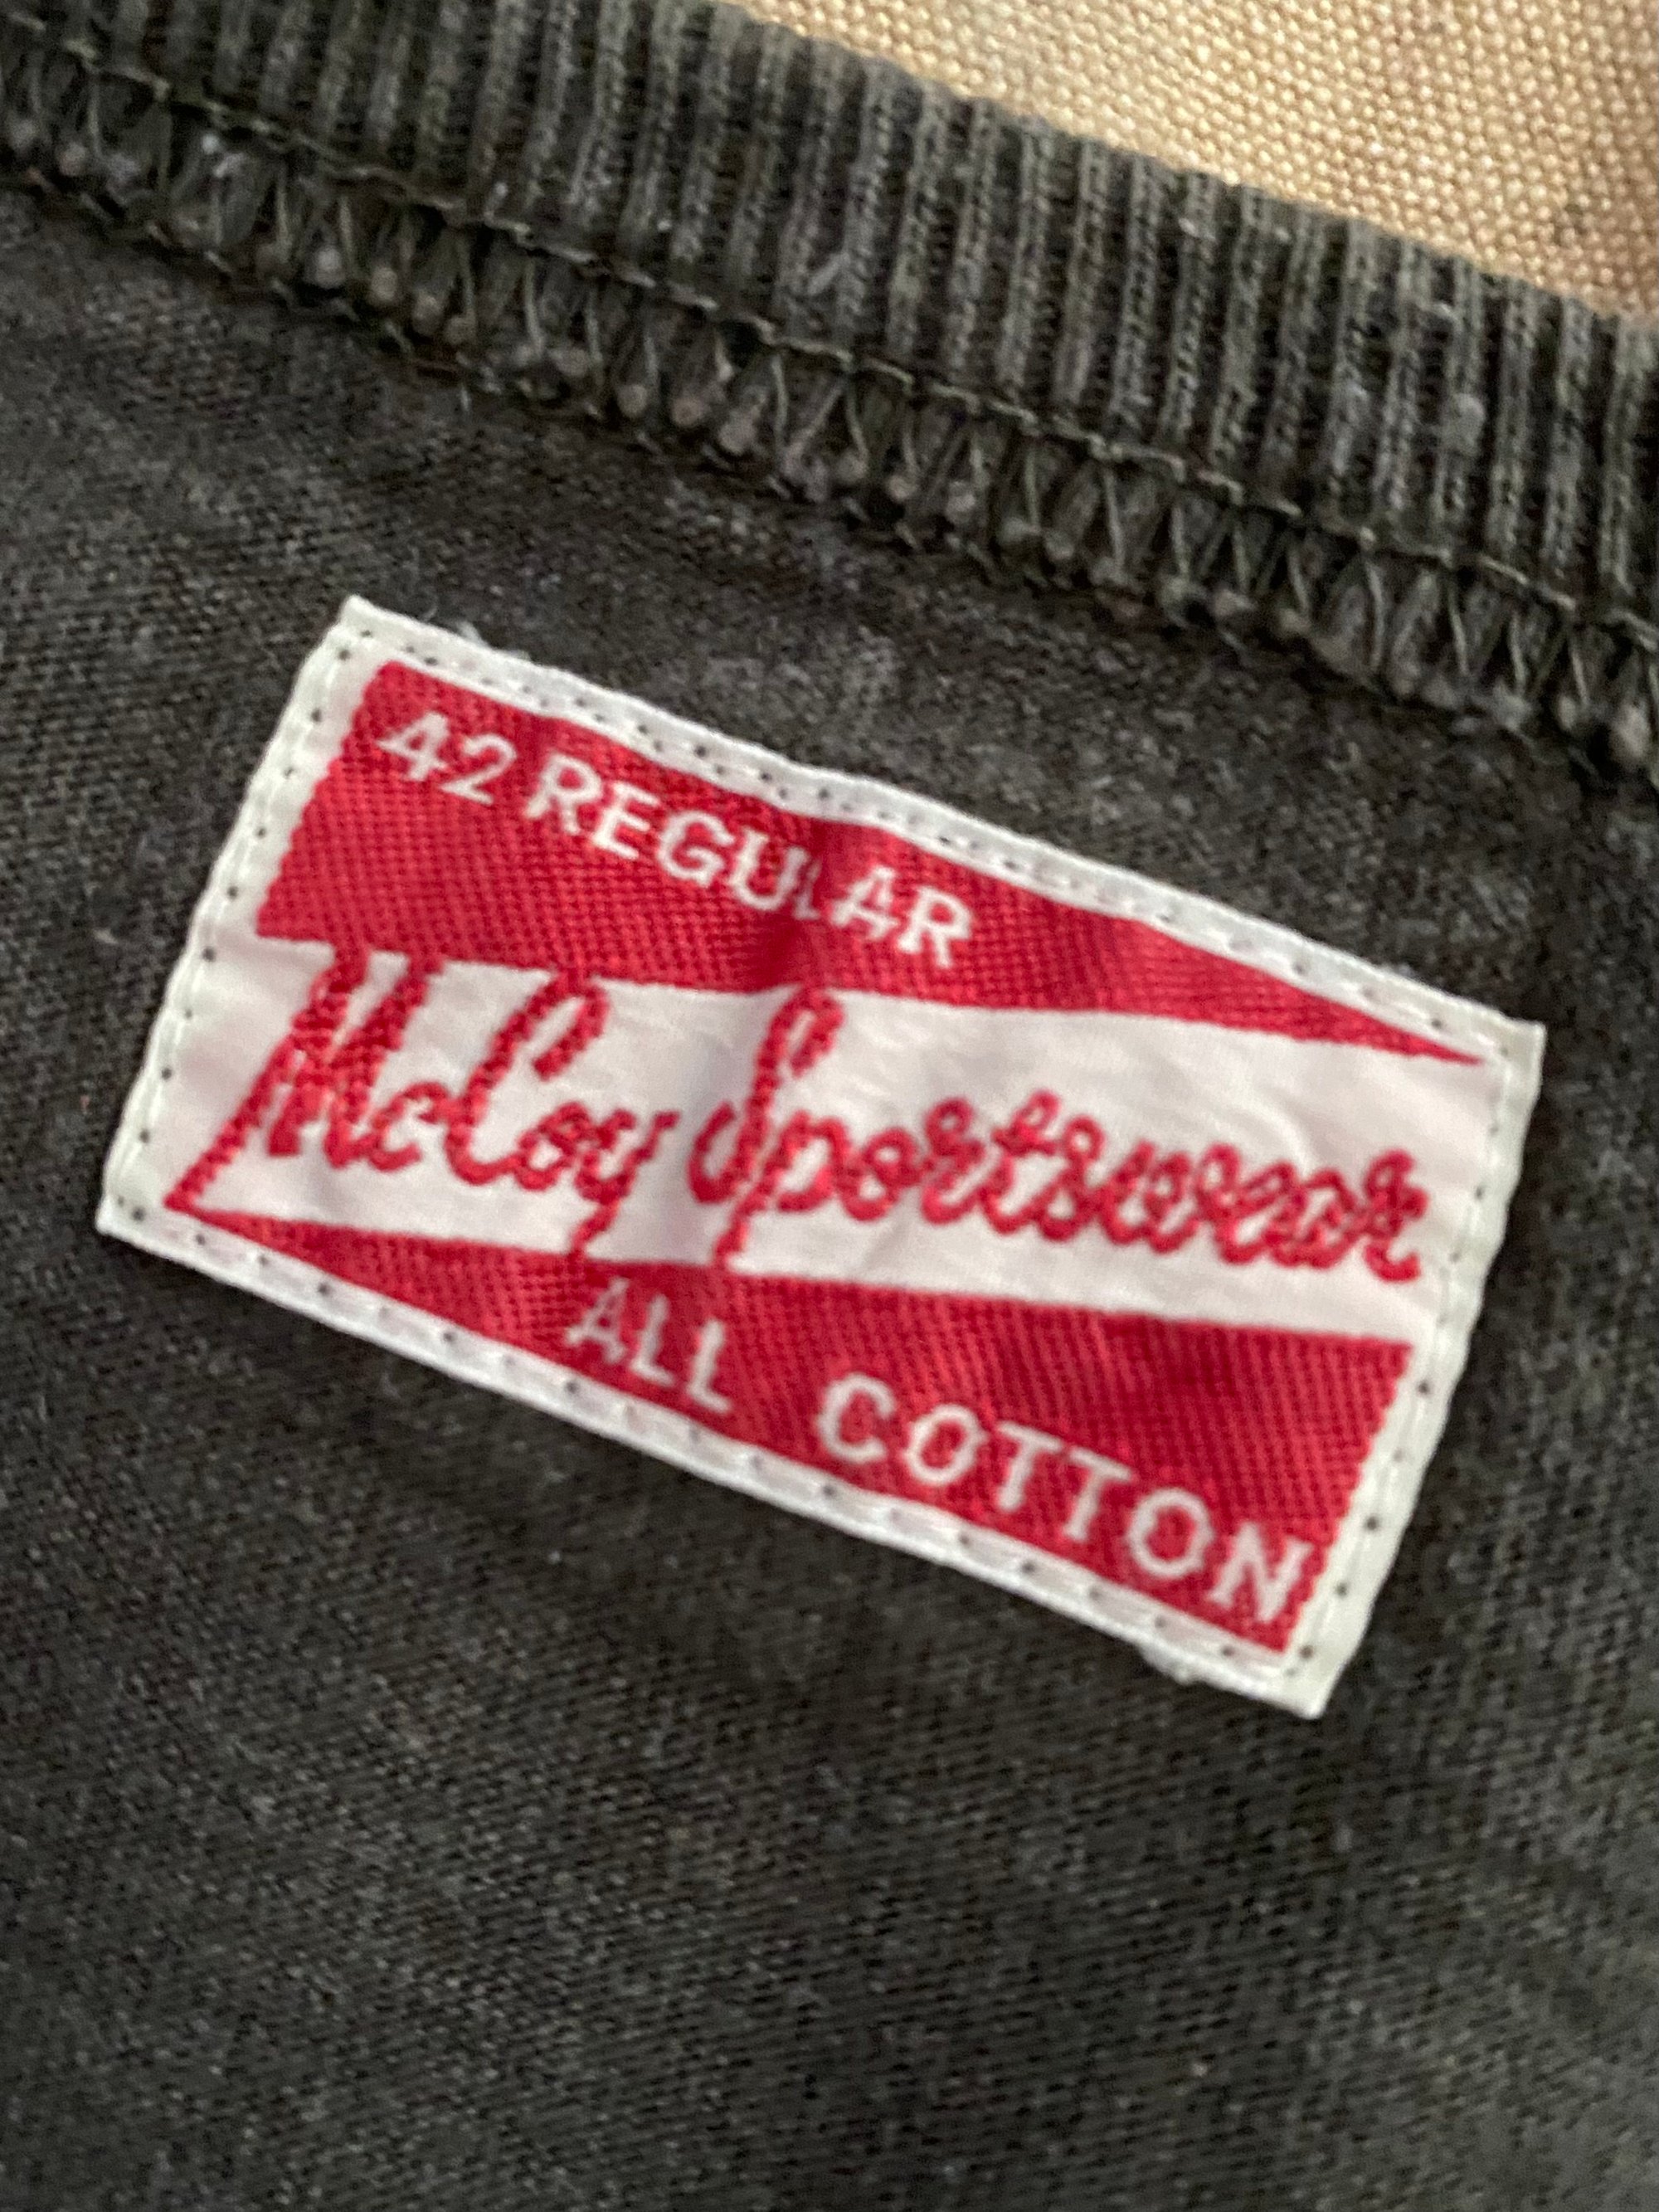 42 REGULAR
McCoy Sportswear
ALL COTTON